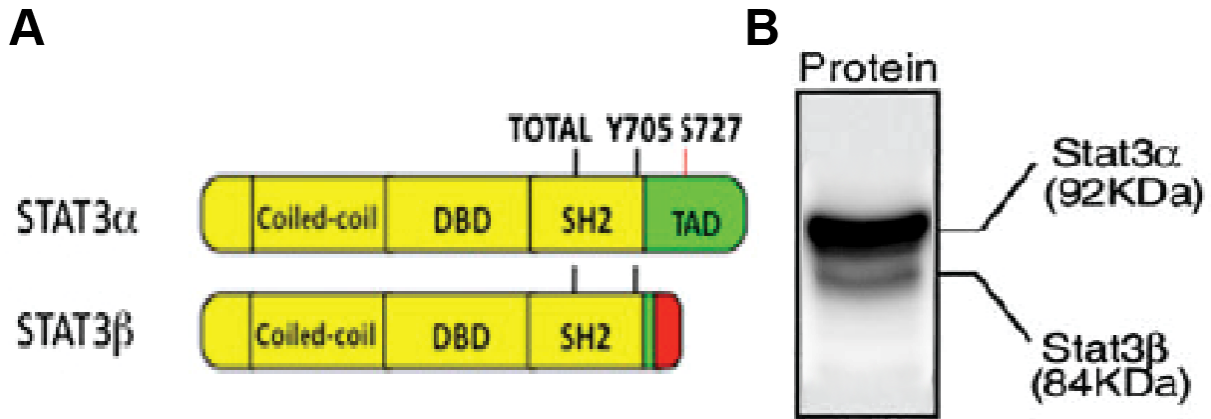 A
B
Protein
TOTAL Y705 S727
STAT3α
Coiled-coil DBD SH2 TAD
STAT3β
Coiled-coil DBD SH2
Stat3α
(92KDa)
Stat3β
(84KDa)